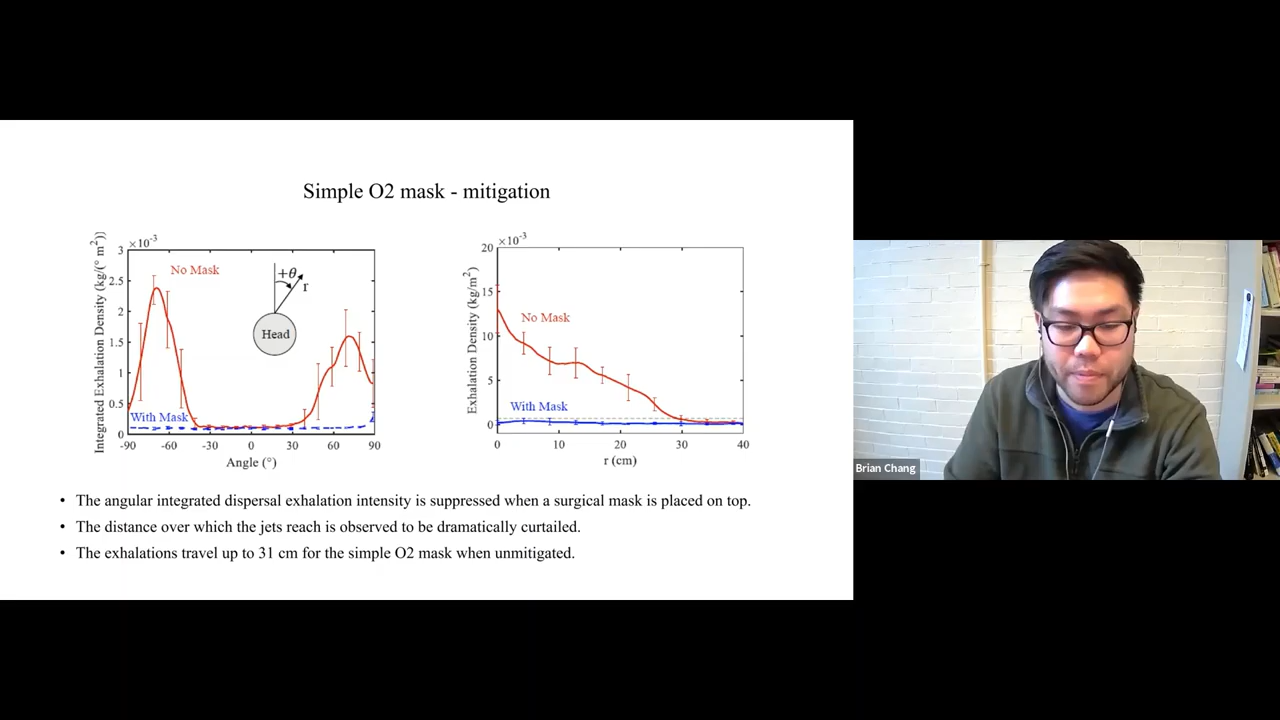 Simple O2 mask - mitigation
×10⁻³
3
2.5
2
1.5
1
0.5
0
-90 -60 -30 0 30 60 90
Angle (°)
Integrated Exhalation Density (kg/(° m²)
No Mask
With Mask
+θ
r
Head
×10⁻³
20
15
10
5
0
0 10 20 30 40
r (cm)
Exhalation Density (kg/m²)
No Mask
With Mask
• The angular integrated dispersal exhalation intensity is suppressed when a surgical mask is placed on top.
• The distance over which the jets reach is observed to be dramatically curtailed.
• The exhalations travel up to 31 cm for the simple O2 mask when unmitigated.
Brian Chang